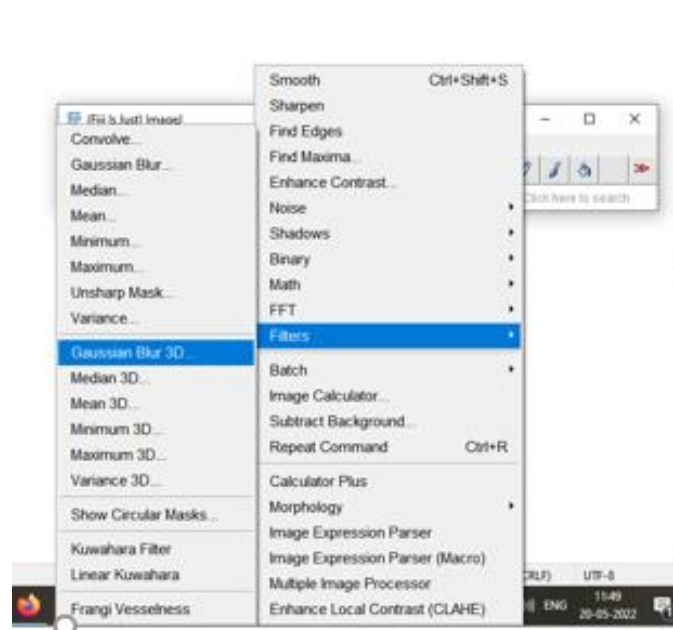 (Fiji Is Just) ImageJ
Click here to search
Convolve...
Gaussian Blur...
Median...
Mean...
Minimum...
Maximum...
Unsharp Mask...
Variance...
Gaussian Blur 3D...
Median 3D...
Mean 3D...
Minimum 3D...
Maximum 3D...
Variance 3D...
Show Circular Masks...
Kuwahara Filter
Linear Kuwahara
Frangi Vesselness
Smooth Ctrl+Shift+S
Sharpen
Find Edges
Find Maxima...
Enhance Contrast...
Noise
Shadows
Binary
Math
FFT
Filters
Batch
Image Calculator...
Subtract Background...
Repeat Command Ctrl+R
Calculator Plus
Morphology
Image Expression Parser
Image Expression Parser (Macro)
Multiple Image Processor
Enhance Local Contrast (CLAHE)
UTF-8
ENG
11:49
20-05-2022